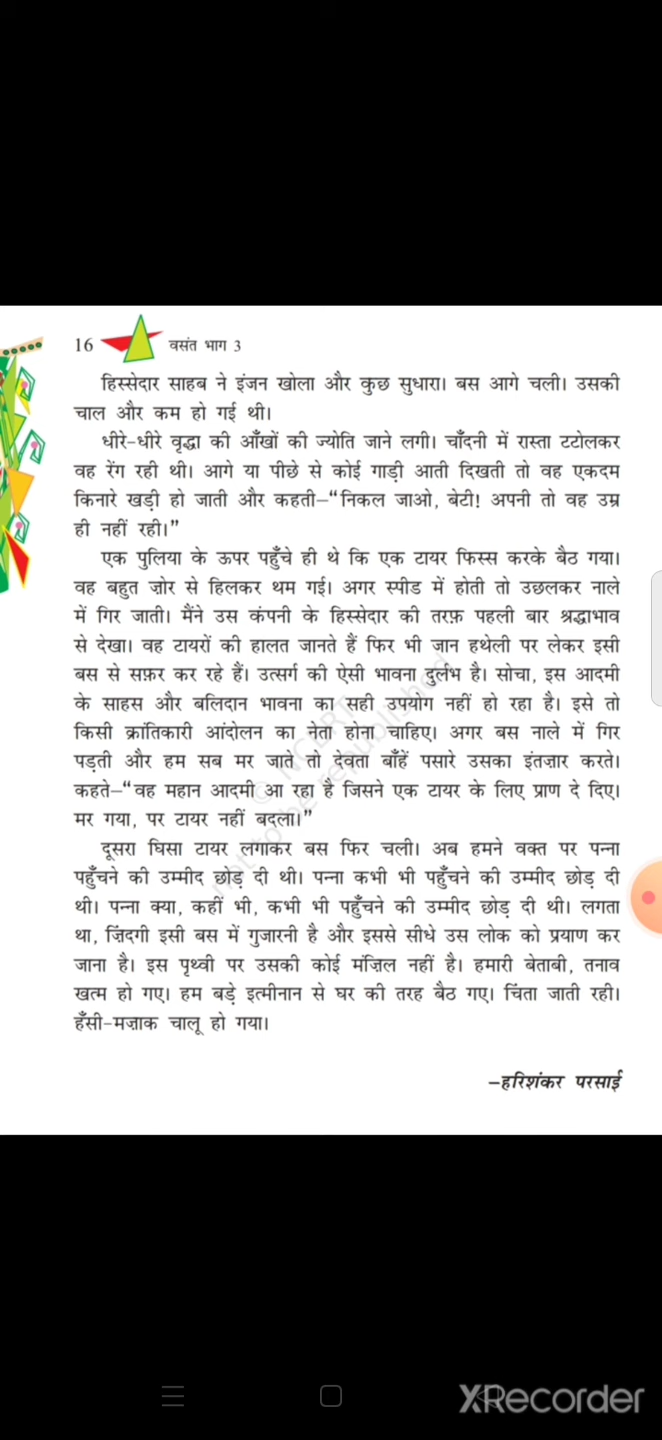 16
वसंत भाग 3
हिस्सेदार साहब ने इंजन खोला और कुछ सुधारा। बस आगे चली। उसकी
चाल और कम हो गई थी।
धीरे-धीरे वृद्धा की आँखों की ज्योति जाने लगी। चाँदनी में रास्ता टटोलकर
वह रेंग रही थी। आगे या पीछे से कोई गाड़ी आती दिखती तो वह एकदम
किनारे खड़ी हो जाती और कहती–“निकल जाओ, बेटी! अपनी तो वह उम्र
ही नहीं रही।”
एक पुलिया के ऊपर पहुँचे ही थे कि एक टायर फिस्स करके बैठ गया।
वह बहुत ज़ोर से हिलकर थम गई। अगर स्पीड में होती तो उछलकर नाले
में गिर जाती। मैंने उस कंपनी के हिस्सेदार की तरफ़ पहली बार श्रद्धाभाव
से देखा। वह टायरों की हालत जानते हैं फिर भी जान हथेली पर लेकर इसी
बस से सफ़र कर रहे हैं। उत्सर्ग की ऐसी भावना दुर्लभ है। सोचा, इस आदमी
के साहस और बलिदान भावना का सही उपयोग नहीं हो रहा है। इसे तो
किसी क्रांतिकारी आंदोलन का नेता होना चाहिए। अगर बस नाले में गिर
पड़ती और हम सब मर जाते तो देवता बाँहें पसारे उसका इंतज़ार करते।
कहते–“वह महान आदमी आ रहा है जिसने एक टायर के लिए प्राण दे दिए।
मर गया, पर टायर नहीं बदला।”
दूसरा घिसा टायर लगाकर बस फिर चली। अब हमने वक्त पर पन्ना
पहुँचने की उम्मीद छोड़ दी थी। पन्ना कभी भी पहुँचने की उम्मीद छोड़ दी
थी। पन्ना क्या, कहीं भी, कभी भी पहुँचने की उम्मीद छोड़ दी थी। लगता
था, ज़िंदगी इसी बस में गुजारनी है और इससे सीधे उस लोक को प्रयाण कर
जाना है। इस पृथ्वी पर उसकी कोई मंज़िल नहीं है। हमारी बेताबी, तनाव
खत्म हो गए। हम बड़े इत्मीनान से घर की तरह बैठ गए। चिंता जाती रही।
हँसी-मज़ाक चालू हो गया।
–हरिशंकर परसाई
© NCERT
not to be republished
XRecorder